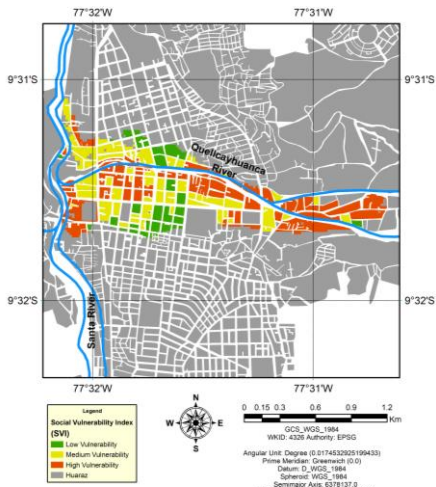 77°32'W 77°31'W
9°31'S 9°31'S
Quelicayhuanca
River
9°32'S 9°32'S
Santa River
77°32'W 77°31'W
Legend
Social Vulnerability Index
(SVI)
Low Vulnerability
Medium Vulnerability
High Vulnerability
Huaraz
N
W E
S
0 0.15 0.3 0.6 0.9 1.2
Km
GCS_WGS_1984
WKID: 4326 Authority: EPSG
Angular Unit: Degree (0.0174532925199433)
Prime Meridian: Greenwich (0.0)
Datum: D_WGS_1984
Spheroid: WGS_1984
Semimajor Axis: 6378137.0